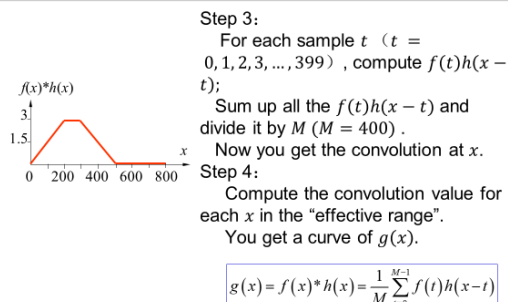 Step 3：
For each sample t （t =
0,1,2,3, … ,399）, compute f(t)h(x −
t);
Sum up all the f(t)h(x − t) and
divide it by M (M = 400) .
Now you get the convolution at x.
Step 4：
Compute the convolution value for
each x in the “effective range”.
You get a curve of g(x).
g(x) = f(x)*h(x) = 1/M M−1 ∑ f(t)h(x−t)
f(x)*h(x)
3
1.5
x
0 200 400 600 800